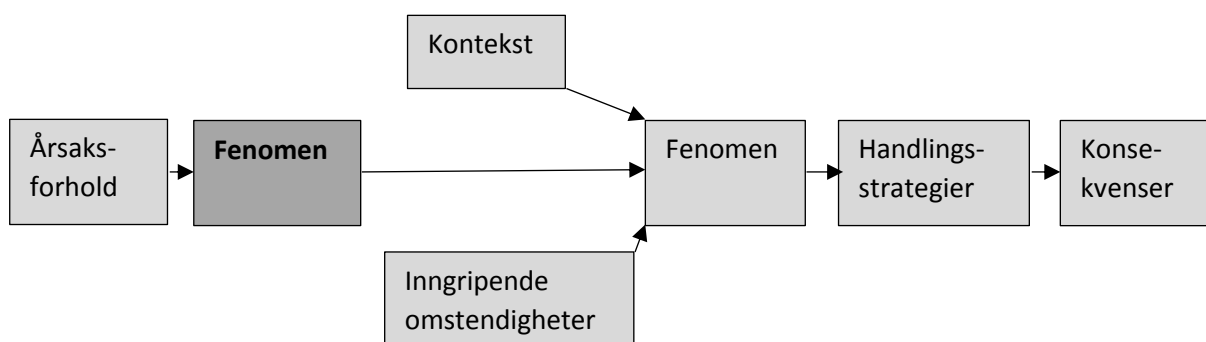 Kontekst
Årsaks-
forhold
Fenomen
Fenomen
Handlings-
strategier
Konse-
kvenser
Inngripende
omstendigheter